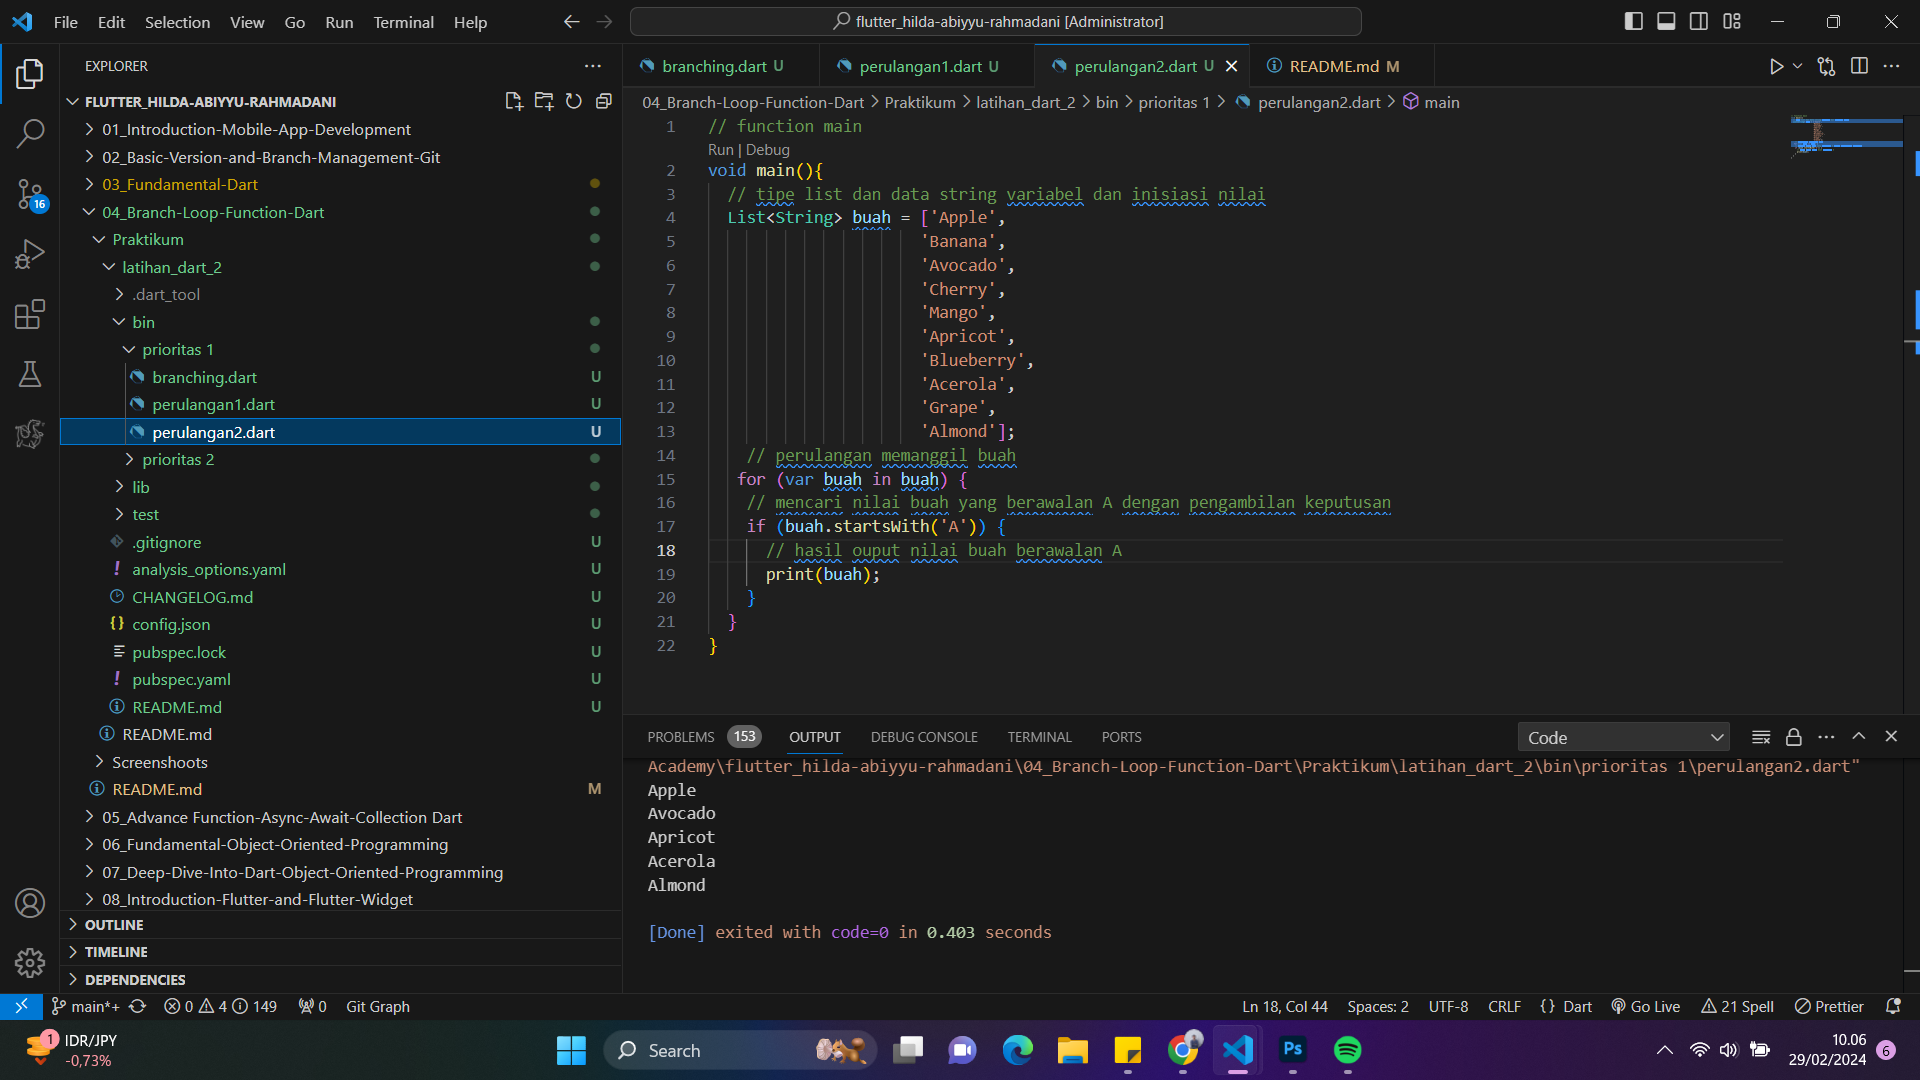 File Edit Selection View Go Run Terminal Help
flutter_hilda-abiyyu-rahmadani [Administrator]
EXPLORER
FLUTTER_HILDA-ABIYYU-RAHMADANI
01_Introduction-Mobile-App-Development
02_Basic-Version-and-Branch-Management-Git
03_Fundamental-Dart
04_Branch-Loop-Function-Dart
Praktikum
latihan_dart_2
.dart_tool
bin
prioritas 1
branching.dart U
perulangan1.dart U
perulangan2.dart U
prioritas 2
lib
test
.gitignore U
analysis_options.yaml U
CHANGELOG.md U
config.json U
pubspec.lock U
pubspec.yaml U
README.md U
README.md
Screenshoots
README.md M
05_Advance Function-Async-Await-Collection Dart
06_Fundamental-Object-Oriented-Programming
07_Deep-Dive-Into-Dart-Object-Oriented-Programming
08_Introduction-Flutter-and-Flutter-Widget
OUTLINE
TIMELINE
DEPENDENCIES
16
branching.dart U perulangan1.dart U perulangan2.dart U README.md M
04_Branch-Loop-Function-Dart > Praktikum > latihan_dart_2 > bin > prioritas 1 > perulangan2.dart > main
1 // function main
Run | Debug
2 void main(){
3 // tipe list dan data string variabel dan inisiasi nilai
4 List<String> buah = ['Apple',
5 'Banana',
6 'Avocado',
7 'Cherry',
8 'Mango',
9 'Apricot',
10 'Blueberry',
11 'Acerola',
12 'Grape',
13 'Almond'];
14 // perulangan memanggil buah
15 for (var buah in buah) {
16 // mencari nilai buah yang berawalan A dengan pengambilan keputusan
17 if (buah.startsWith('A')) {
18 // hasil ouput nilai buah berawalan A
19 print(buah);
20 }
21 }
22 }
PROBLEMS 153 OUTPUT DEBUG CONSOLE TERMINAL PORTS Code
Academy\flutter_hilda-abiyyu-rahmadani\04_Branch-Loop-Function-Dart\Praktikum\latihan_dart_2\bin\prioritas 1\perulangan2.dart"
Apple
Avocado
Apricot
Acerola
Almond
[Done] exited with code=0 in 0.403 seconds
main*+ 0 4 149 0 Git Graph Ln 18, Col 44 Spaces: 2 UTF-8 CRLF {} Dart Go Live 21 Spell Prettier
1 IDR/JPY
-0,73%
Search
Ps
10.06
29/02/2024
6